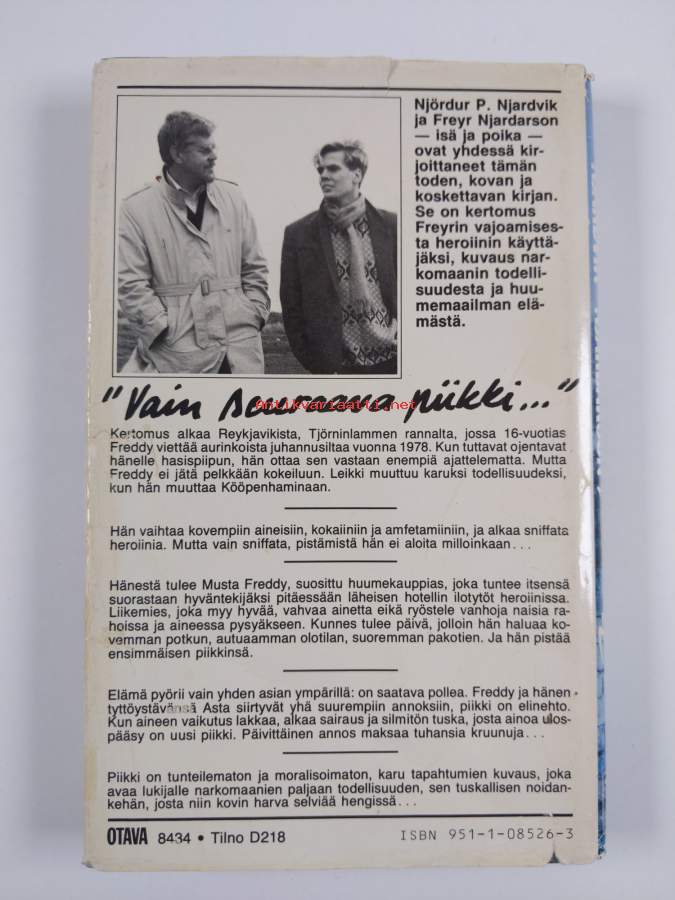 Njördur P. Njardvik
ja Freyr Njardarson
— isä ja poika —
ovat yhdessä kir-
joittaneet tämän
toden, kovan ja
koskettavan kirjan.
Se on kertomus
Freyrin vajoamises-
ta heroiinin käyttä-
jäksi, kuvaus nar-
komaanin todelli-
suudesta ja huu-
memaailman elä-
mästä.
"Vain seuraava piikki..."
Antikvariaatit.net
Kertomus alkaa Reykjavikista, Tjörninlammen rannalta, jossa 16-vuotias
Freddy viettää aurinkoista juhannusiltaa vuonna 1978. Kun tuttavat ojentavat
hänelle hasispiipun, hän ottaa sen vastaan enempiä ajattelematta. Mutta
Freddy ei jätä pelkkään kokeiluun. Leikki muuttuu karuksi todellisuudeksi,
kun hän muuttaa Kööpenhaminaan.
Hän vaihtaa kovempiin aineisiin, kokaiiniin ja amfetamiiniin, ja alkaa sniffata
heroiinia. Mutta vain sniffata, pistämistä hän ei aloita milloinkaan...
Hänestä tulee Musta Freddy, suosittu huumekauppias, joka tuntee itsensä
suorastaan hyväntekijäksi pitäessään läheisen hotellin ilotytöt heroiinissa.
Liikemies, joka myy hyvää, vahvaa ainetta eikä ryöstele vanhoja naisia ra-
hoissa ja aineessa pysyäkseen. Kunnes tulee päivä, jolloin hän haluaa ko-
vemman potkun, autuaamman olotilan, suoremman pakotien. Ja hän pistää
ensimmäisen piikkinsä.
Elämä pyörii vain yhden asian ympärillä: on saatava pollea. Freddy ja hänen
tyttöystävänsä Asta siirtyvät yhä suurempiin annoksiin, piikki on elinehto.
Kun aineen vaikutus lakkaa, alkaa sairaus ja silmitön tuska, josta ainoa ulos-
pääsy on uusi piikki. Päivittäinen annos maksaa tuhansia kruunuja...
Piikki on tunteilematon ja moralisoimaton, karu tapahtumien kuvaus, joka
avaa lukijalle narkomaanien paljaan todellisuuden, sen tuskallisen noidan-
kehän, josta niin kovin harva selviää hengissä...
OTAVA 8434 • Tilno D218
ISBN 951-1-08526-3